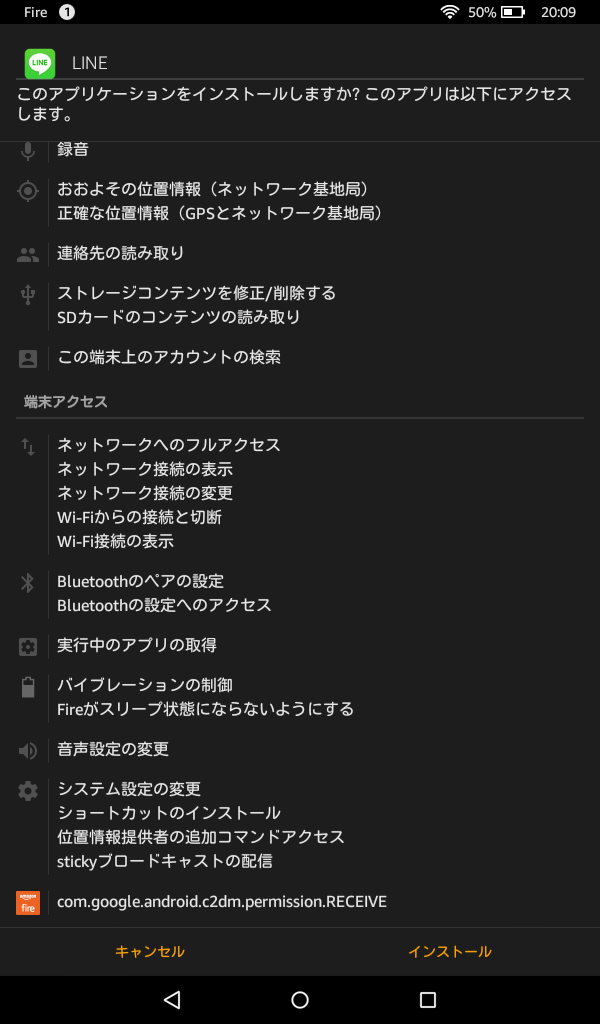 Fire 1 50% 20:09
LINE LINE
このアプリケーションをインストールしますか? このアプリは以下にアクセス
します。
録音
おおよその位置情報（ネットワーク基地局）
正確な位置情報（GPSとネットワーク基地局）
連絡先の読み取り
ストレージコンテンツを修正/削除する
SDカードのコンテンツの読み取り
この端末上のアカウントの検索
端末アクセス
ネットワークへのフルアクセス
ネットワーク接続の表示
ネットワーク接続の変更
Wi-Fiからの接続と切断
Wi-Fi接続の表示
Bluetoothのペアの設定
Bluetoothの設定へのアクセス
実行中のアプリの取得
バイブレーションの制御
Fireがスリープ状態にならないようにする
音声設定の変更
システム設定の変更
ショートカットのインストール
位置情報提供者の追加コマンドアクセス
stickyブロードキャストの配信
amazon
fire
com.google.android.c2dm.permission.RECEIVE
キャンセル インストール